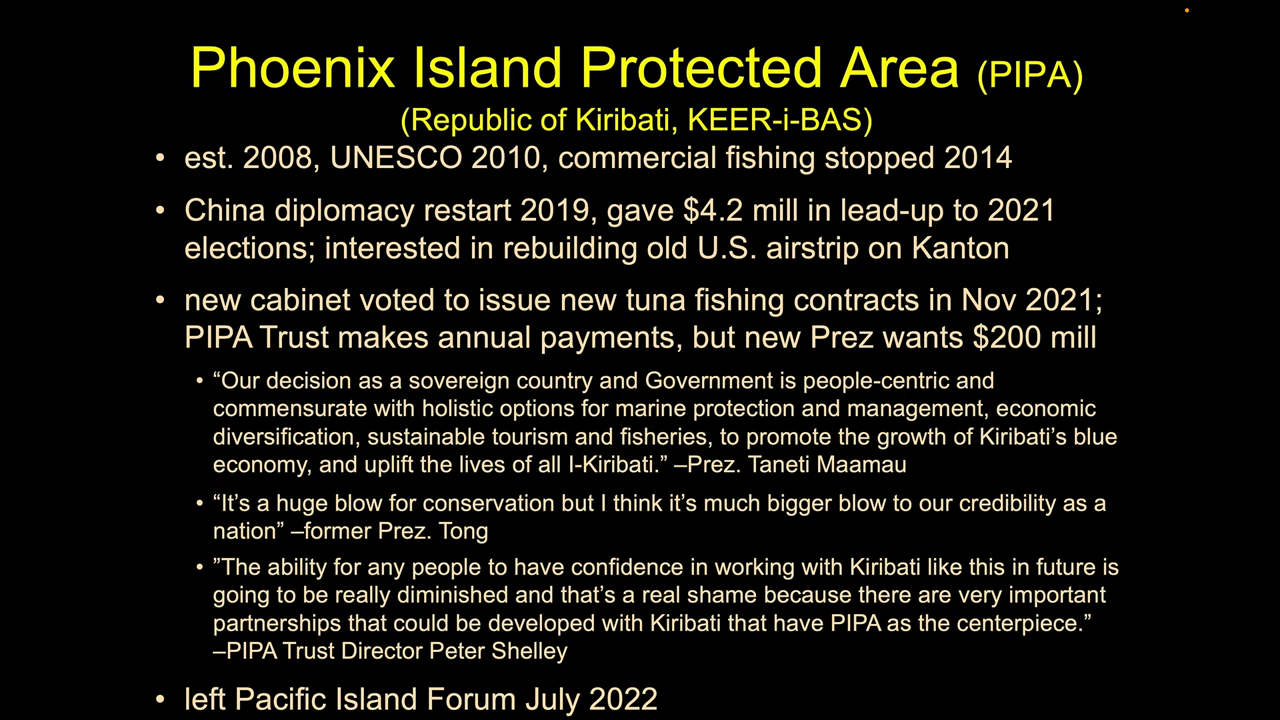 Phoenix Island Protected Area (PIPA)
(Republic of Kiribati, KEER-i-BAS)
• est. 2008, UNESCO 2010, commercial fishing stopped 2014
• China diplomacy restart 2019, gave $4.2 mill in lead-up to 2021
elections; interested in rebuilding old U.S. airstrip on Kanton
• new cabinet voted to issue new tuna fishing contracts in Nov 2021;
PIPA Trust makes annual payments, but new Prez wants $200 mill
• “Our decision as a sovereign country and Government is people-centric and
commensurate with holistic options for marine protection and management, economic
diversification, sustainable tourism and fisheries, to promote the growth of Kiribati’s blue
economy, and uplift the lives of all I-Kiribati.” –Prez. Taneti Maamau
• “It’s a huge blow for conservation but I think it’s much bigger blow to our credibility as a
nation” –former Prez. Tong
• ”The ability for any people to have confidence in working with Kiribati like this in future is
going to be really diminished and that’s a real shame because there are very important
partnerships that could be developed with Kiribati that have PIPA as the centerpiece.”
–PIPA Trust Director Peter Shelley
• left Pacific Island Forum July 2022